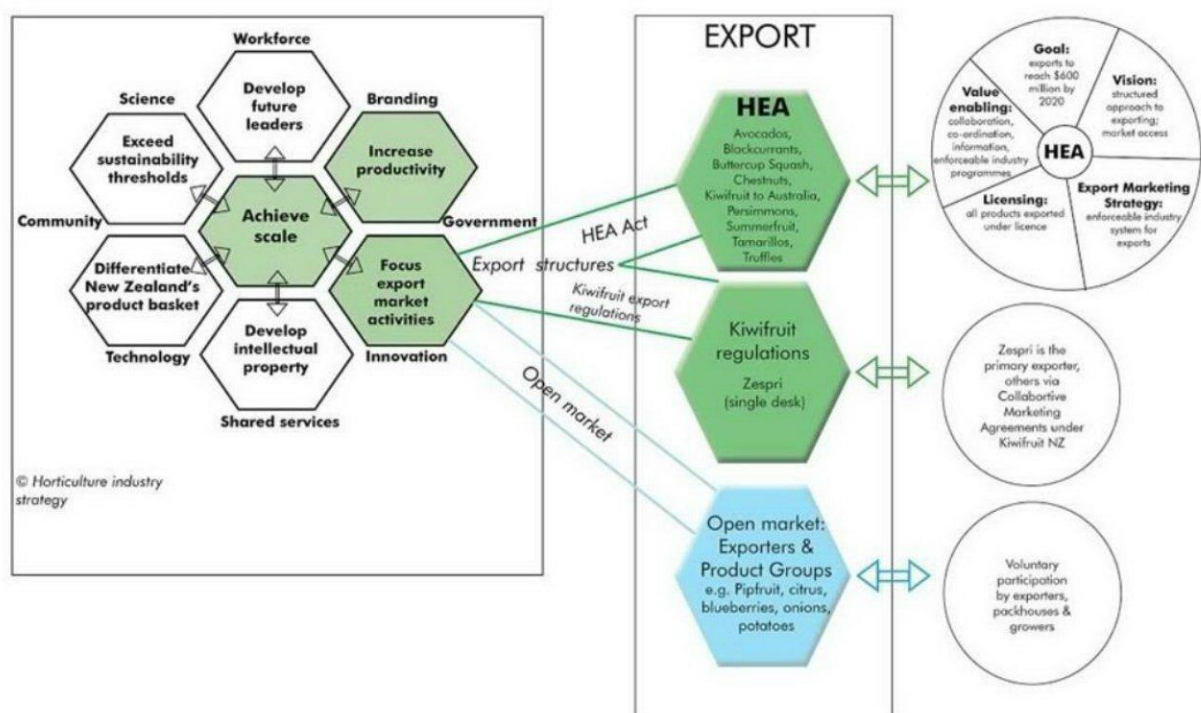 Workforce
Develop
future
leaders
Science
Exceed
sustainability
thresholds
Branding
Increase
productivity
Achieve
scale
Community
Government
Differentiate
New Zealand's
product basket
Focus
export
market
activities
Technology
Develop
intellectual
property
Innovation
Shared services
© Horticulture industry
strategy
HEA Act
Export structures
Kiwifruit export
regulations
Open market
EXPORT
HEA
Avocados,
Blackcurrants,
Buttercup Squash,
Chestnuts,
Kiwifruit to Australia,
Persimmons,
Summerfruit,
Tamarillos,
Truffles
Kiwifruit
regulations
Zespri
(single desk)
Open market:
Exporters &
Product Groups
e.g. Pipfruit, citrus,
blueberries, onions,
potatoes
Goal:
exports to
reach $600
million by
2020
Vision:
structured
approach to
exporting;
market access
Value
enabling:
collaboration,
co-ordination,
information,
enforceable industry
programmes
HEA
Licensing:
all products exported
under licence
Export Marketing
Strategy:
enforceable industry
system for
exports
Zespri is the
primary exporter,
others via
Collabortive
Marketing
Agreements under
Kiwifruit NZ
Voluntary
participation
by exporters,
packhouses &
growers